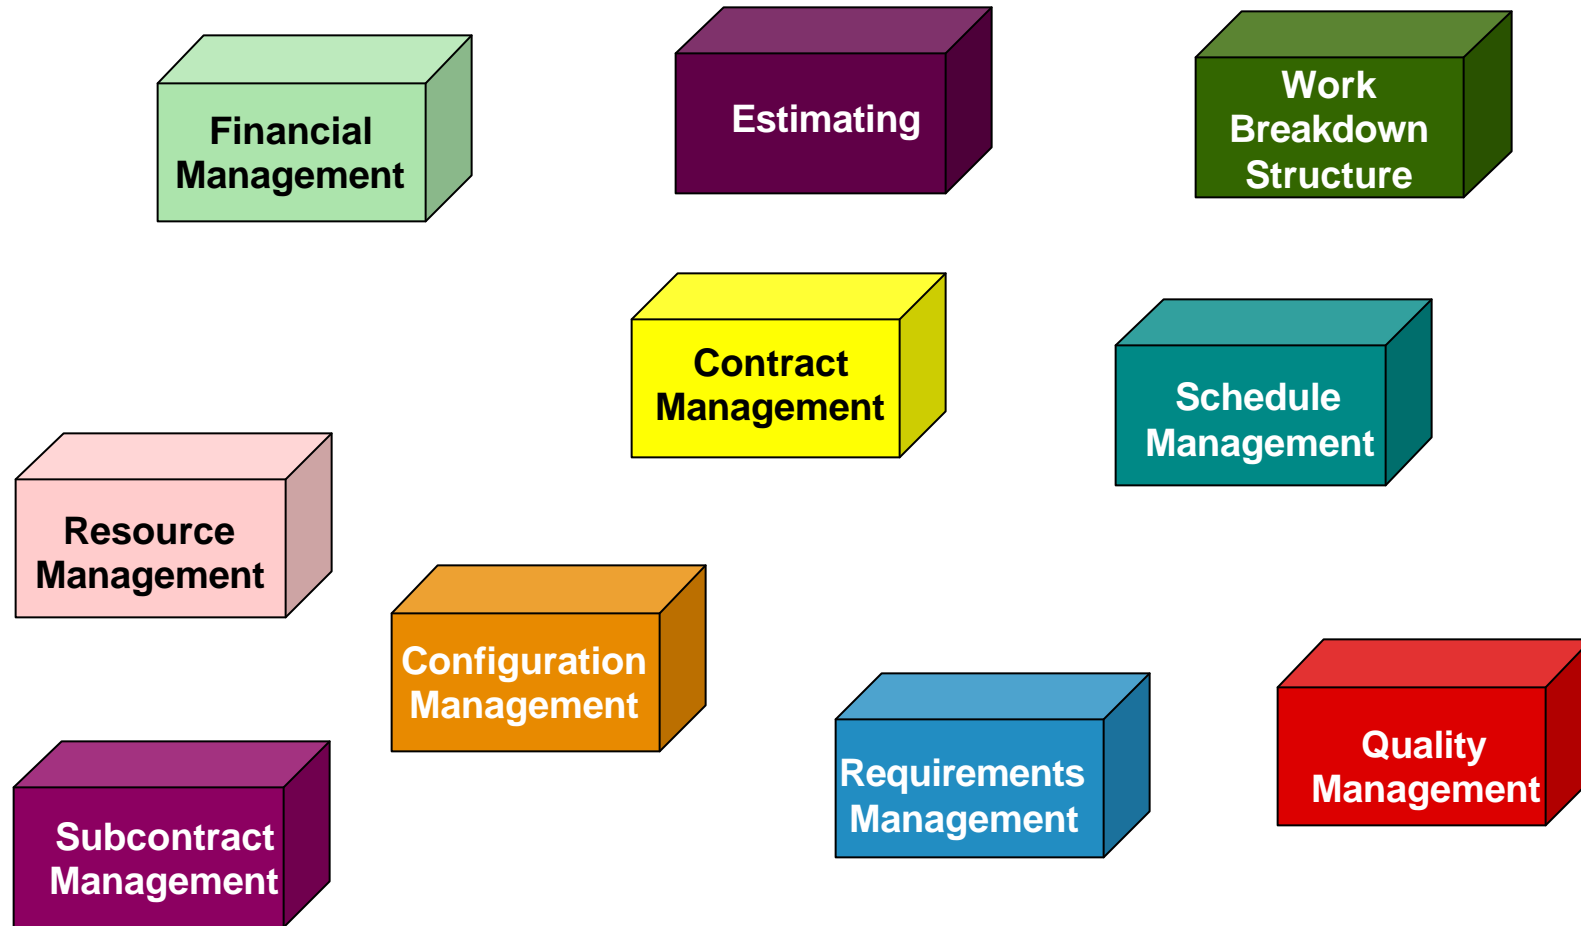 Financial
Management
Estimating
Work
Breakdown
Structure
Contract
Management
Schedule
Management
Resource
Management
Configuration
Management
Requirements
Management
Quality
Management
Subcontract
Management